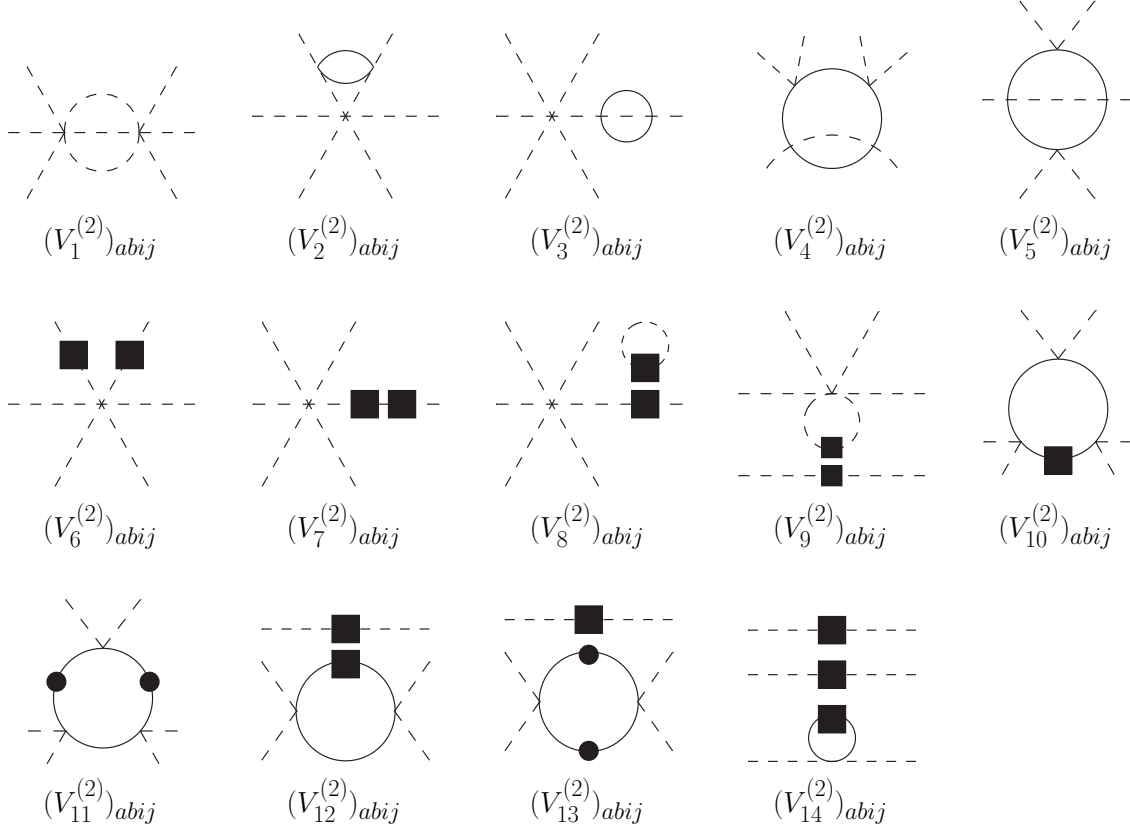 $(V_1^{(2)})_{abij}$ $(V_2^{(2)})_{abij}$ $(V_3^{(2)})_{abij}$ $(V_4^{(2)})_{abij}$ $(V_5^{(2)})_{abij}$
$(V_6^{(2)})_{abij}$ $(V_7^{(2)})_{abij}$ $(V_8^{(2)})_{abij}$ $(V_9^{(2)})_{abij}$ $(V_{10}^{(2)})_{abij}$
$(V_{11}^{(2)})_{abij}$ $(V_{12}^{(2)})_{abij}$ $(V_{13}^{(2)})_{abij}$ $(V_{14}^{(2)})_{abij}$